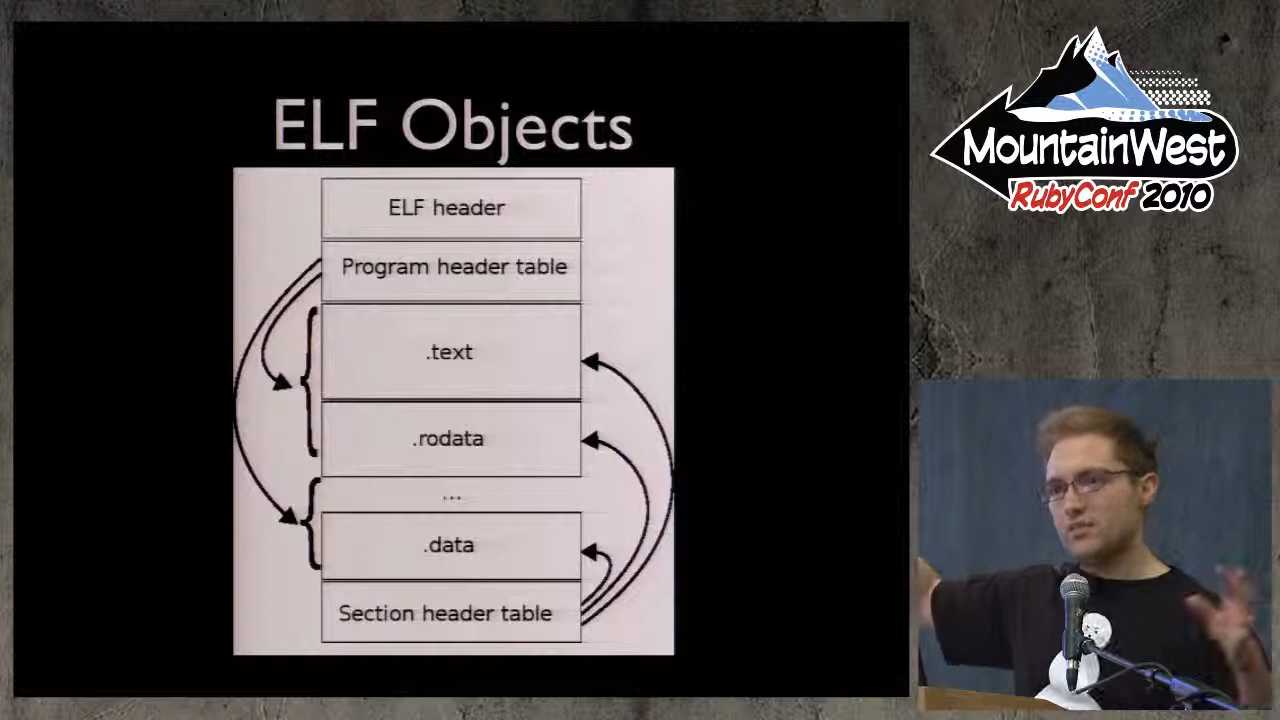 ELF Objects
ELF header
Program header table
.text
.rodata
...
.data
Section header table
MountainWest
RubyConf 2010